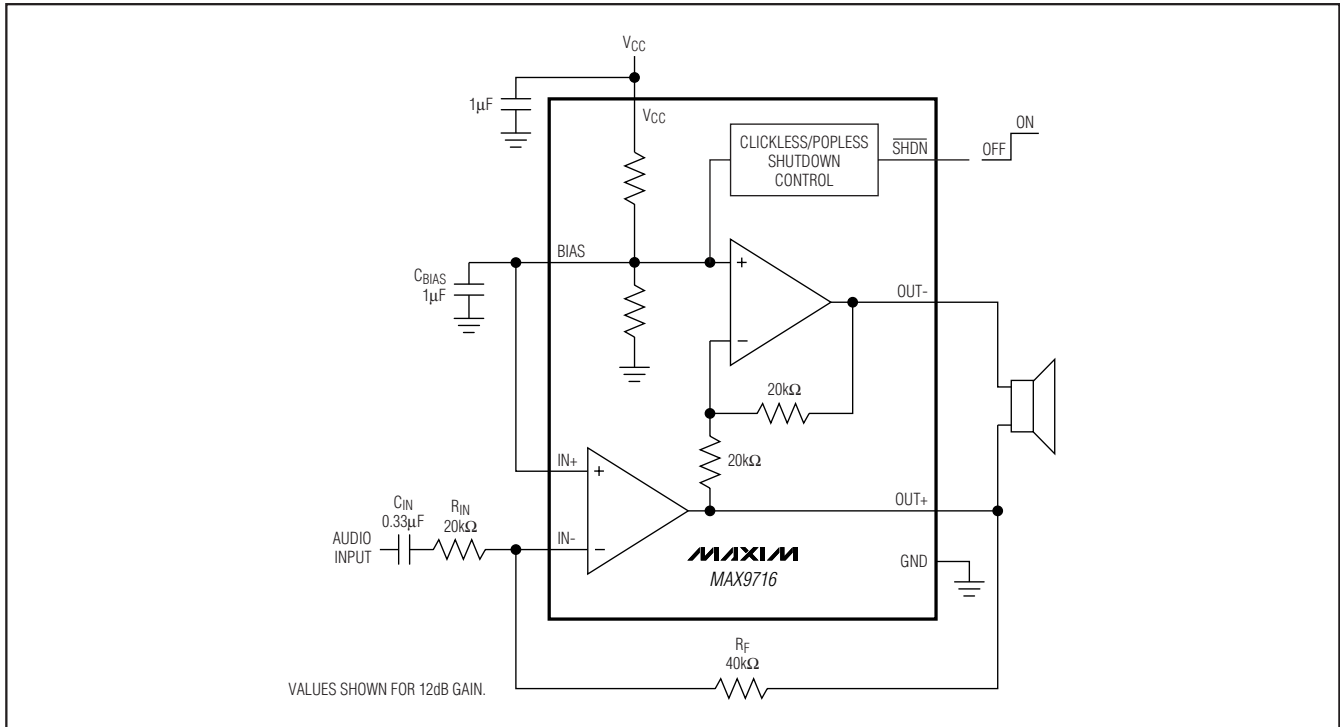 VCC
1µF
VCC
CLICKLESS/POPLESS
SHUTDOWN
CONTROL
SHDN
OFF
ON
BIAS
CBIAS
1µF
+
−
OUT-
20kΩ
20kΩ
IN+
+
OUT+
CIN
0.33µF
RIN
20kΩ
AUDIO
INPUT
IN-
−
MAXIM
MAX9716
GND
RF
40kΩ
VALUES SHOWN FOR 12dB GAIN.